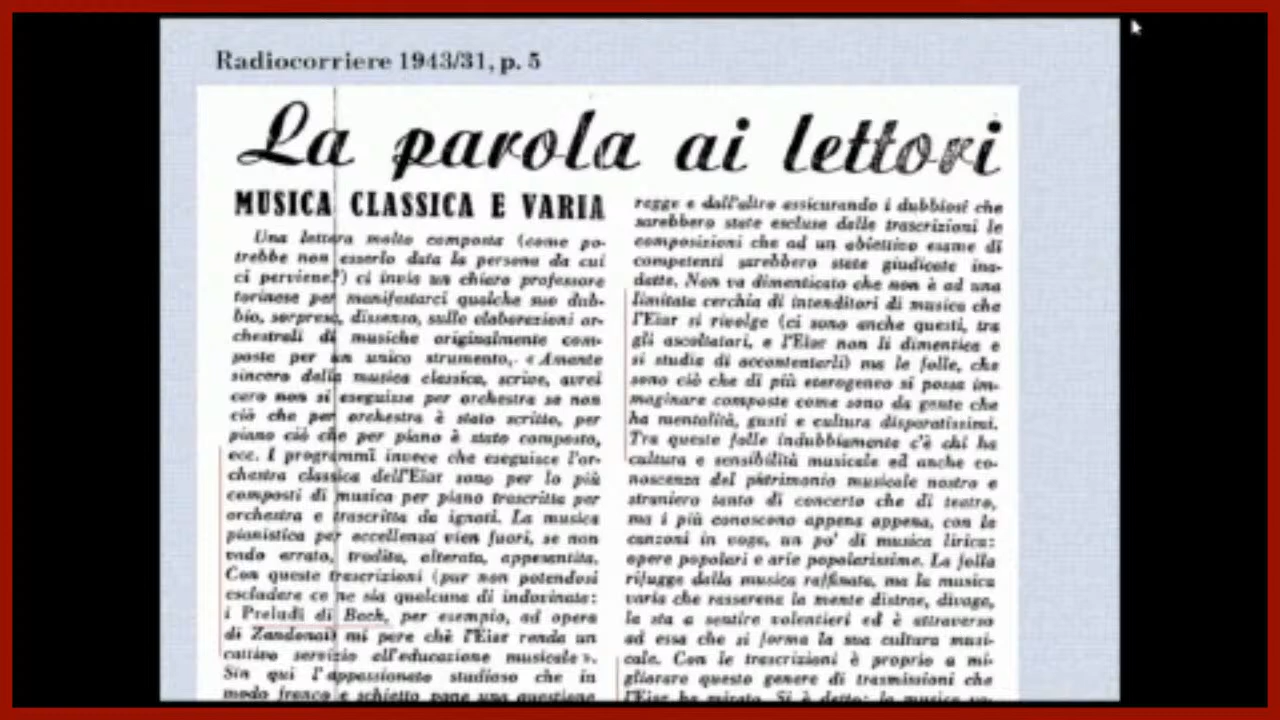 Radiocorriere 1943/31, p. 5
La parola ai lettori
MUSICA CLASSICA E VARIA
Una lettera molto composta (come po-
trebbe non esserlo data la persona da cui
ci perviene?) ci invia un chiaro professore
torinese per manifestarci qualche suo dub-
bio, sorpresa, dissenso, sulle elaborazioni or-
chestrali di musiche originalmente com-
poste per un unico strumento. « Amante
sincero della musica classica, scrive, avrei
caro non si eseguisse per orchestra se non
ciò che per orchestra è stato scritto, per
piano ciò che per piano è stato composto,
ecc. I programmi invece che eseguisce l'or-
chestra classica dell'Eiar sono per lo più
composti di musica per piano trascritta per
orchestra e trascritta da ignoti. La musica
pianistica per eccellenza vien fuori, se non
vado errato, tradita, alterata, appesantita.
Con queste trascrizioni (pur non potendosi
escludere ce ne sia qualcuna di indovinata:
i Preludi di Bach, per esempio, ad opera
di Zandonai) mi pare chè l'Eiar renda un
cattivo servizio all'educazione musicale ».
Sin qui l'appassionato studioso che in
modo franco e schietto pone una questione
regge e dall'altro assicurando i dubbiosi che
sarebbero state escluse dalle trascrizioni le
composizioni che ad un obiettivo esame di
competenti sarebbero state giudicate ina-
datte. Non va dimenticato che non è ad una
limitata cerchia di intenditori di musica che
l'Eiar si rivolge (ci sono anche questi, tra
gli ascoltatori, e l'Eiar non li dimentica e
si studia di accontentarli) ma le folle, che
sono ciò che di più eterogeneo si possa im-
maginare composte come sono da gente che
ha mentalità, gusti e cultura disparatissimi.
Tra queste folle indubbiamente c'è chi ha
cultura e sensibilità musicale ed anche co-
noscenza del patrimonio musicale nostro e
straniero tanto di concerto che di teatro,
ma i più conoscono appena appena, con le
canzoni in voga, un po' di musica lirica:
opere popolari e arie popolarissime. La folla
rifugge dalla musica raffinata, ma la musica
varia che rasserena la mente distrae, divaga,
la sta a sentire volentieri ed è attraverso
ad essa che si forma la sua cultura musi-
cale. Con le trascrizioni è proprio a mi-
gliorare questo genere di trasmissioni che
l'Eiar ha mirato. Si è detto: la musica va-